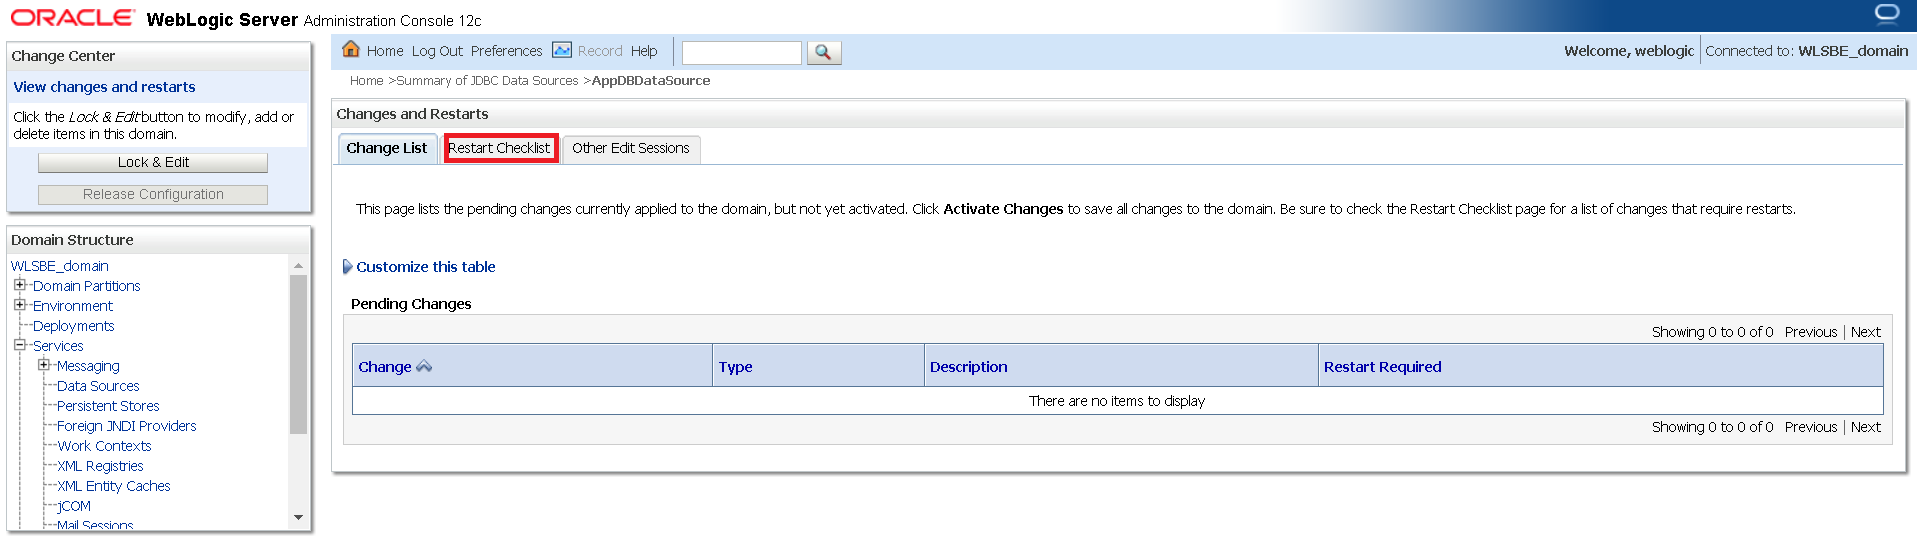 ORACLE WebLogic Server Administration Console 12c
Change Center
View changes and restarts
Click the Lock & Edit button to modify, add or
delete items in this domain.
Lock & Edit
Release Configuration
Domain Structure
WLSBE_domain
Domain Partitions
Environment
Deployments
Services
Messaging
Data Sources
Persistent Stores
Foreign JNDI Providers
Work Contexts
XML Registries
XML Entity Caches
jCOM
Mail Sessions
Home Log Out Preferences Record Help
Welcome, weblogic Connected to: WLSBE_domain
Home >Summary of JDBC Data Sources >AppDBDataSource
Changes and Restarts
Change List Restart Checklist Other Edit Sessions
This page lists the pending changes currently applied to the domain, but not yet activated. Click Activate Changes to save all changes to the domain. Be sure to check the Restart Checklist page for a list of changes that require restarts.
Customize this table
Pending Changes
Showing 0 to 0 of 0 Previous | Next
Change Type Description Restart Required
There are no items to display
Showing 0 to 0 of 0 Previous | Next